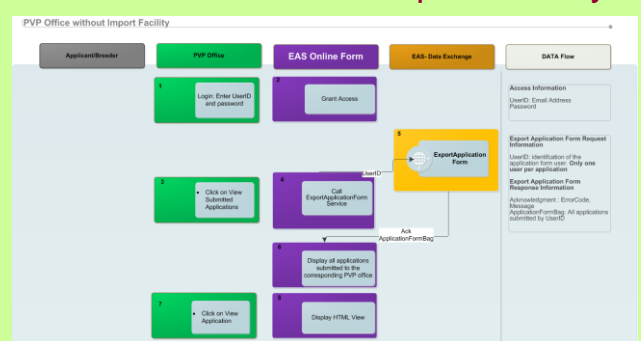 PVP Office without Import Facility
Applicant/Breeder
PVP Office
EAS Online Form
EAS- Date Exchange
DATA Flow
1
Login: Enter UserID
and password
2
Grant Access
Access Information
UserID: Email Address
Password
5
ExportApplication
Form
Export Application Form Request
Information
UserID: identification of the
application form user. Only one
user per application
Export Application Form
Response Information
Acknowledgment : ErrorCode,
Message
ApplicationFormBag: All applications
submitted by UserID
UserID
3
• Click on View
Submitted
Applications
4
Call
ExportApplicationForm
Service
Ack
ApplicationFormBag
6
Display all applications
submitted to the
corresponding PVP office
7
• Click on View
Application
8
Display HTML View